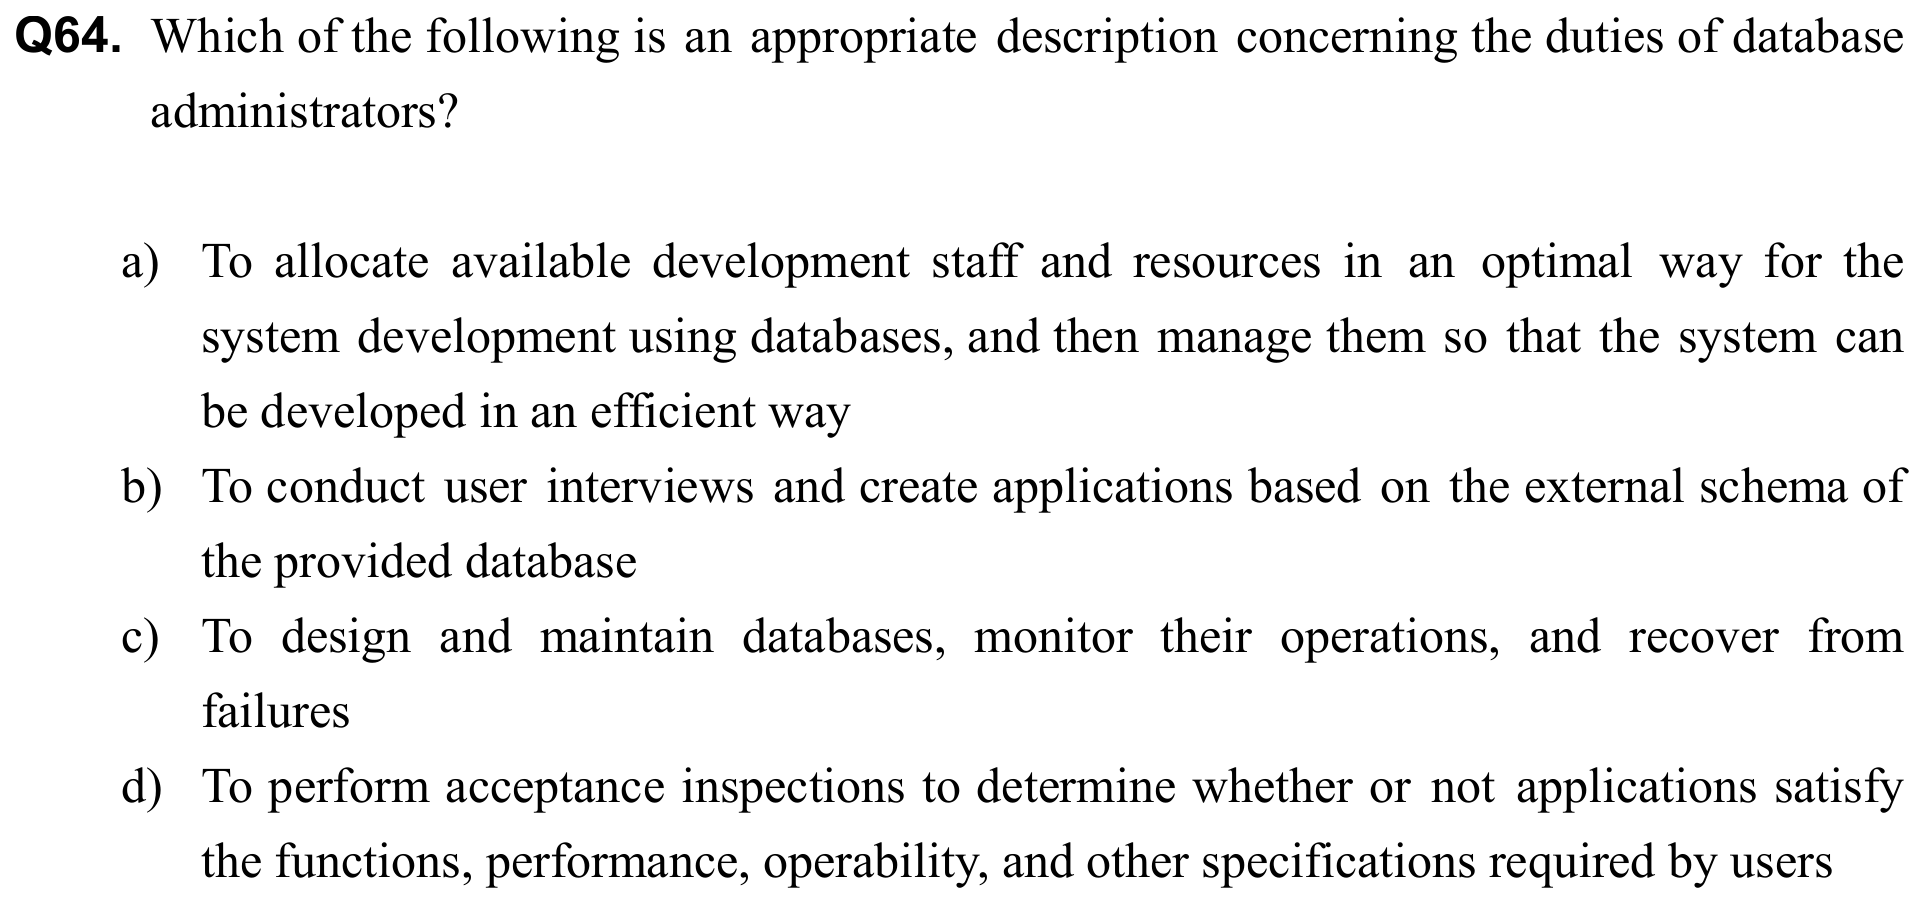 Q64. Which of the following is an appropriate description concerning the duties of database
administrators?
a) To allocate available development staff and resources in an optimal way for the
system development using databases, and then manage them so that the system can
be developed in an efficient way
b) To conduct user interviews and create applications based on the external schema of
the provided database
c) To design and maintain databases, monitor their operations, and recover from
failures
d) To perform acceptance inspections to determine whether or not applications satisfy
the functions, performance, operability, and other specifications required by users